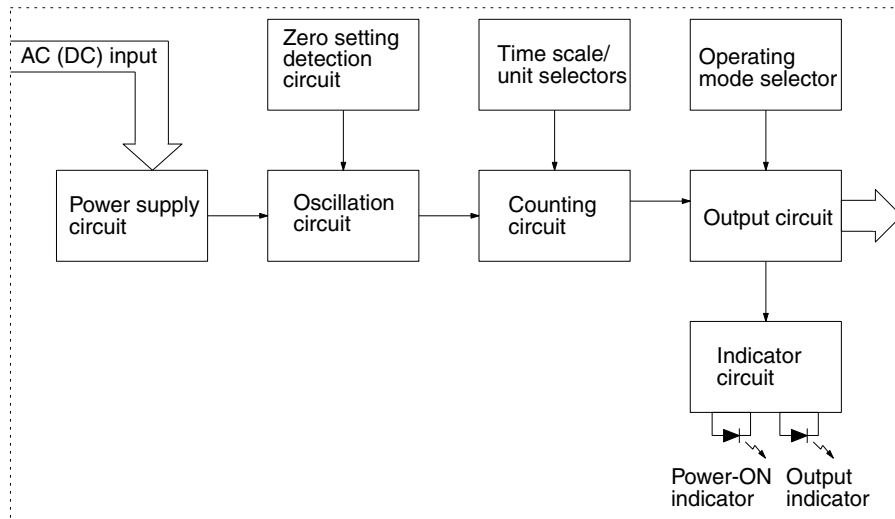 AC (DC) input
Zero setting
detection
circuit
Time scale/
unit selectors
Operating
mode selector
Power supply
circuit
Oscillation
circuit
Counting
circuit
Output circuit
Indicator
circuit
Power-ON
indicator
Output
indicator